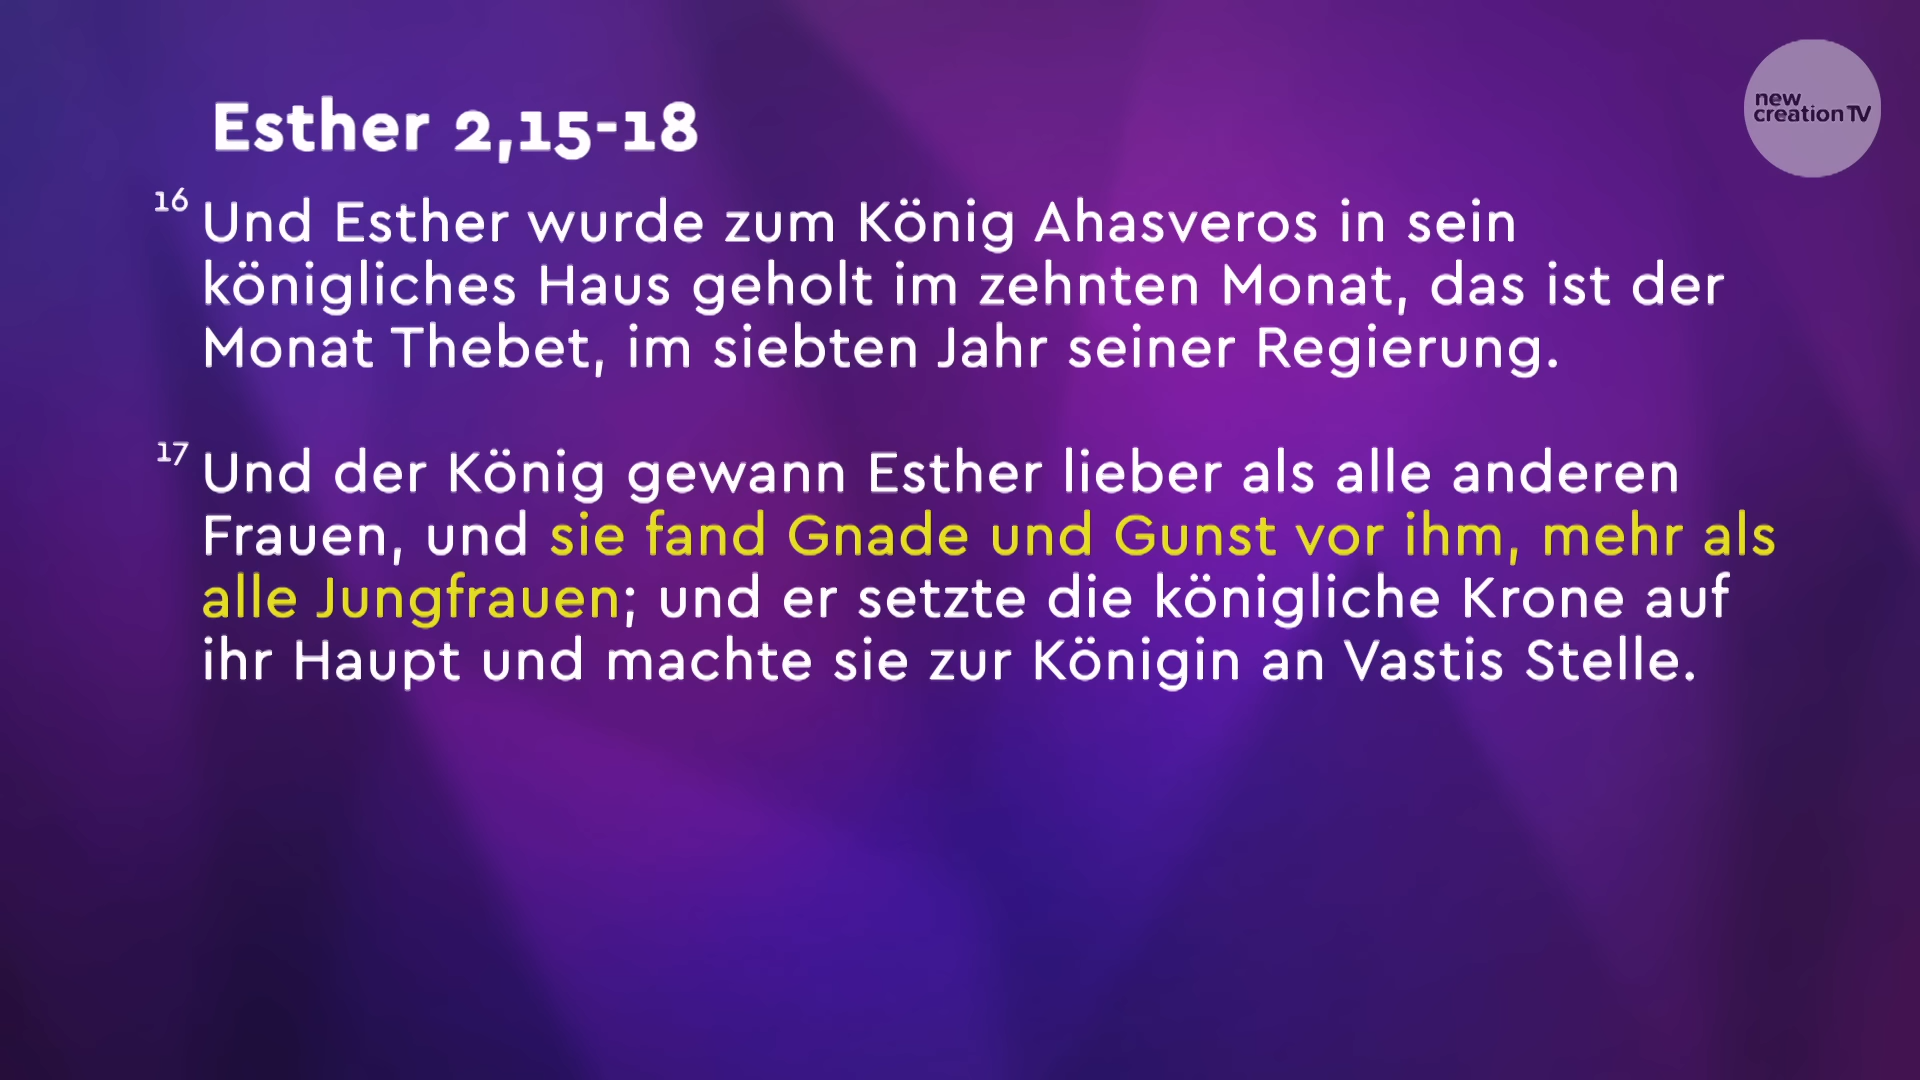 new
creation TV
Esther 2,15-18
16 Und Esther wurde zum König Ahasveros in sein
königliches Haus geholt im zehnten Monat, das ist der
Monat Thebet, im siebten Jahr seiner Regierung.
17 Und der König gewann Esther lieber als alle anderen
Frauen, und sie fand Gnade und Gunst vor ihm, mehr als
alle Jungfrauen; und er setzte die königliche Krone auf
ihr Haupt und machte sie zur Königin an Vastis Stelle.